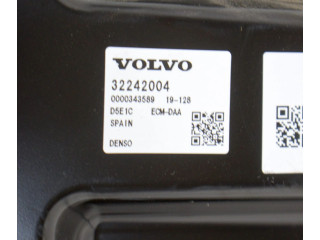 VOLVO
32242004
0000343589 19-128
D5E1C ECM-DAA
SPAIN
DENSO